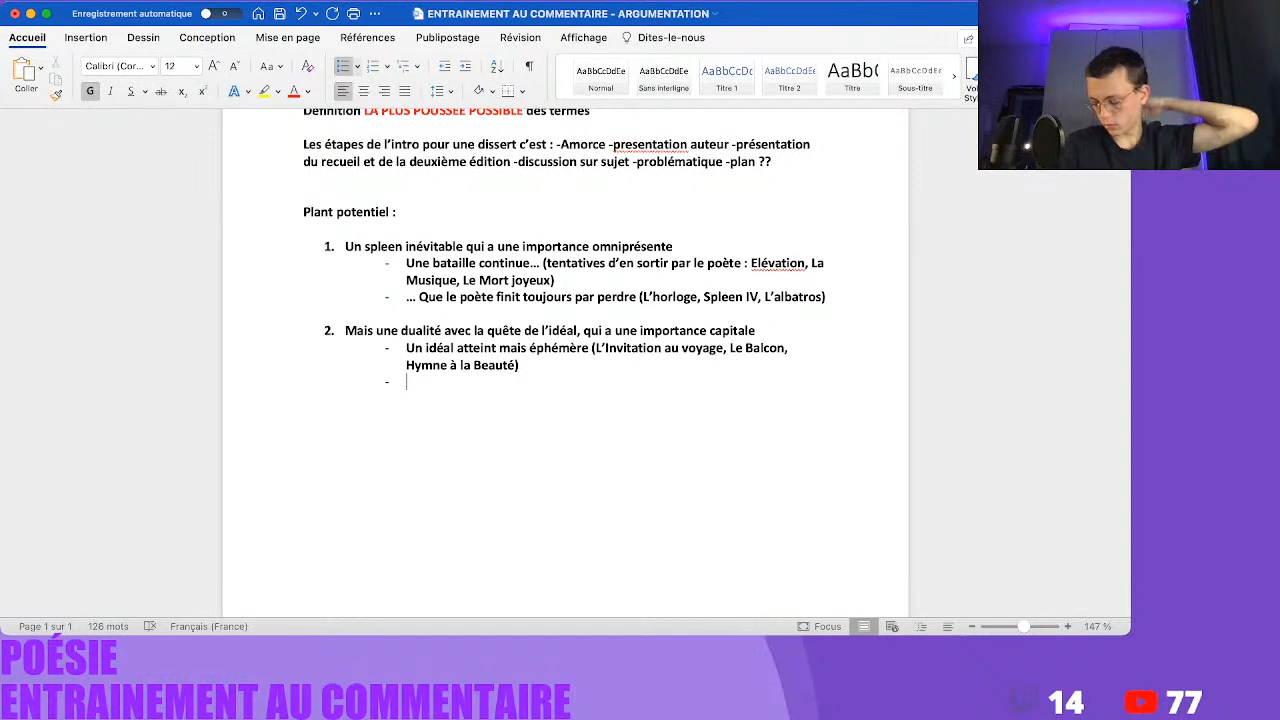 Enregistrement automatique
ENTRAINEMENT AU COMMENTAIRE - ARGUMENTATION
Accueil Insertion Dessin Conception Mise en page Références Publipostage Révision Affichage Dites-le-nous
Coller
Calibri (Cor... 12
G I S ab x₂ x² A A
AaBbCcDdEe AaBbCcDdEe AaBbCcDc AaBbCcDdEe AaBbC AaBbCcDdEe
Normal Sans interligne Titre 1 Titre 2 Titre Sous-titre
Définition LA PLUS POUSSEE POSSIBLE des termes
Les étapes de l’intro pour une dissert c’est : -Amorce -presentation auteur -présentation
du recueil et de la deuxième édition -discussion sur sujet -problématique -plan ??
Plant potentiel :
1. Un spleen inévitable qui a une importance omniprésente
- Une bataille continue… (tentatives d’en sortir par le poète : Elévation, La
Musique, Le Mort joyeux)
- … Que le poète finit toujours par perdre (L’horloge, Spleen IV, L’albatros)
2. Mais une dualité avec la quête de l’idéal, qui a une importance capitale
- Un idéal atteint mais éphémère (L’Invitation au voyage, Le Balcon,
Hymne à la Beauté)
-
Page 1 sur 1 126 mots Français (France) Focus 147 %
POÉSIE
ENTRAINEMENT AU COMMENTAIRE
14 77